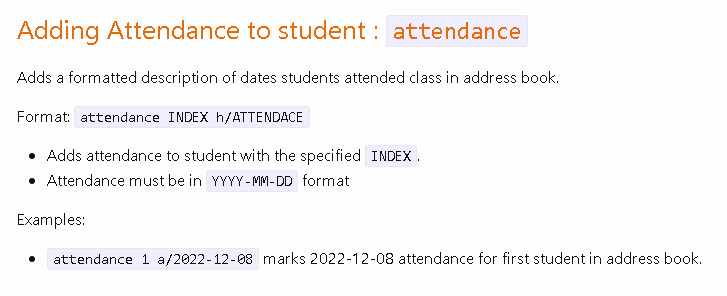 Adding Attendance to student : attendance
Adds a formatted description of dates students attended class in address book.
Format: attendance INDEX h/ATTENDACE
• Adds attendance to student with the specified INDEX.
• Attendance must be in YYYY-MM-DD format
Examples:
• attendance 1 a/2022-12-08 marks 2022-12-08 attendance for first student in address book.